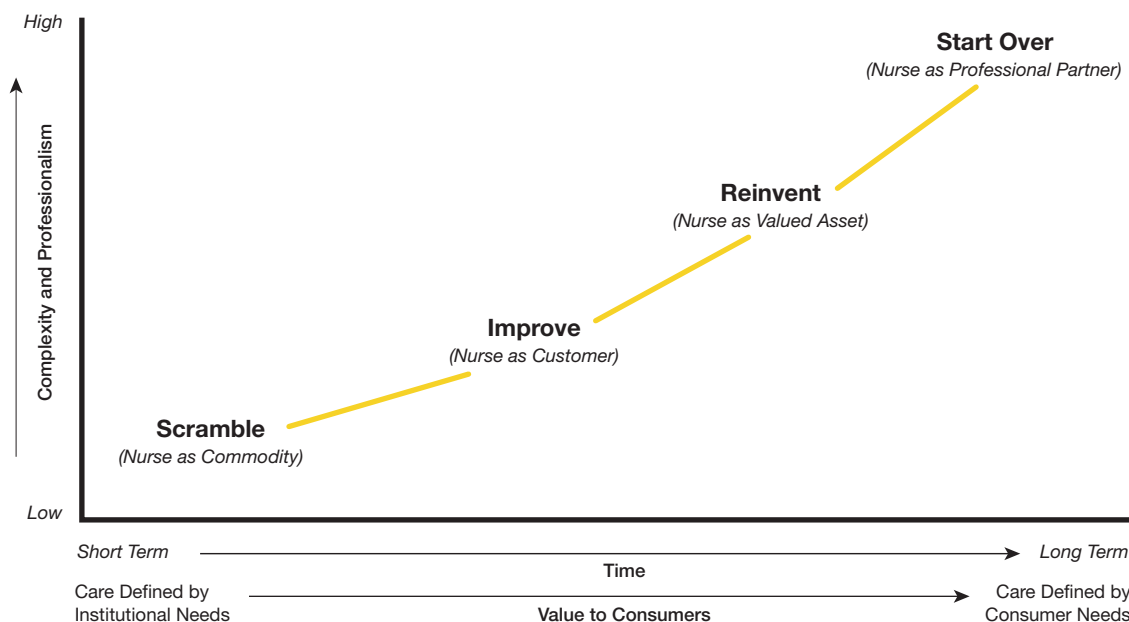 High
Start Over
(Nurse as Professional Partner)
Complexity and Professionalism
Reinvent
(Nurse as Valued Asset)
Improve
(Nurse as Customer)
Scramble
(Nurse as Commodity)
Low
Short Term
Long Term
Time
Care Defined by
Institutional Needs
Value to Consumers
Care Defined by
Consumer Needs